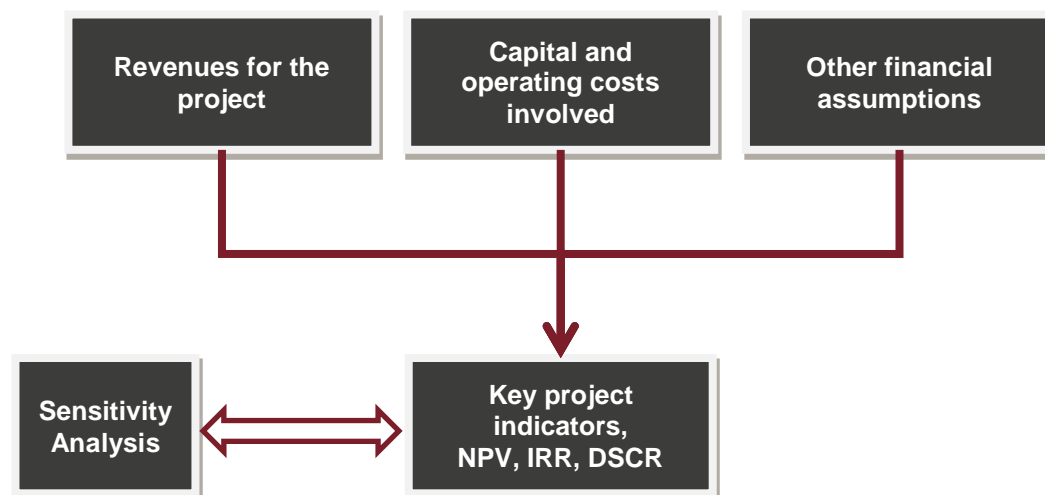 Revenues for the
project
Capital and
operating costs
involved
Other financial
assumptions
Sensitivity
Analysis
Key project
indicators,
NPV, IRR, DSCR